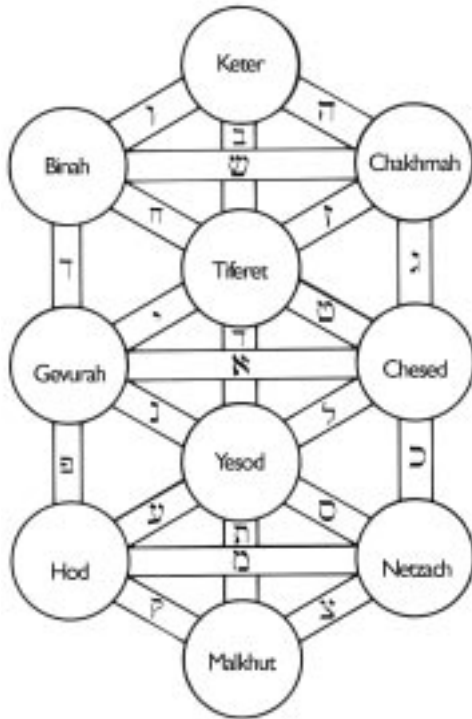 Keter
ו ה
ב
Binah ש Chakhmah
ח ז
ד Tiferet ג
י
ר
Gevurah א Chesed
נ ל
Yesod
פ
ע ס
ת
Hod מ Netzach
ק צ
Malkhut